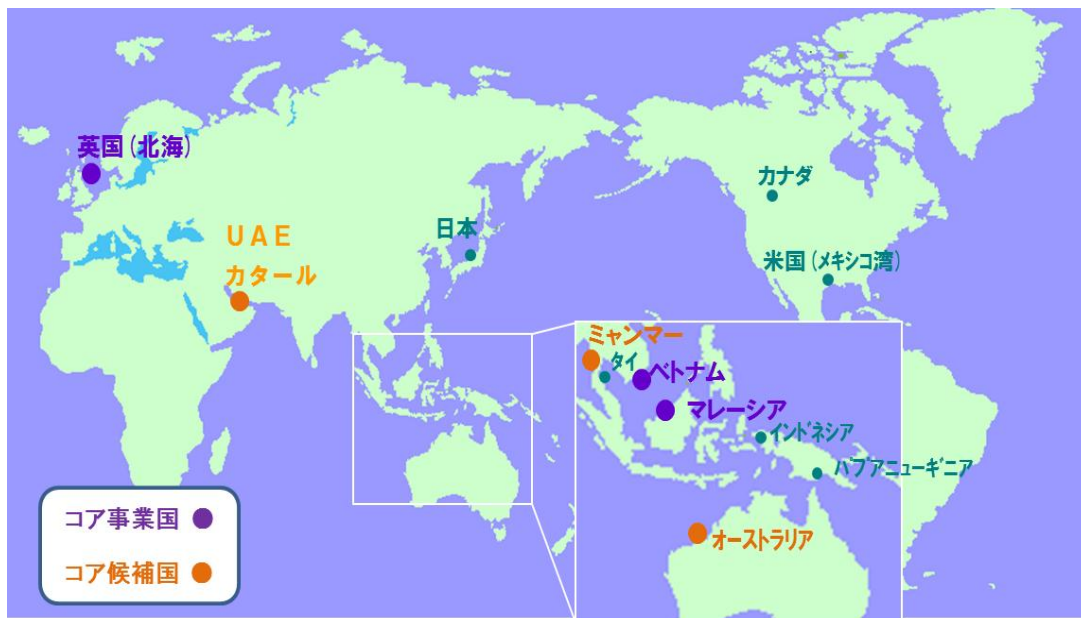 英国(北海)
UAE
カタール
日本
カナダ
米国(メキシコ湾)
ミャンマー
タイ
ベトナム
マレーシア
インドネシア
パプアニューギニア
オーストラリア
コア事業国
コア候補国